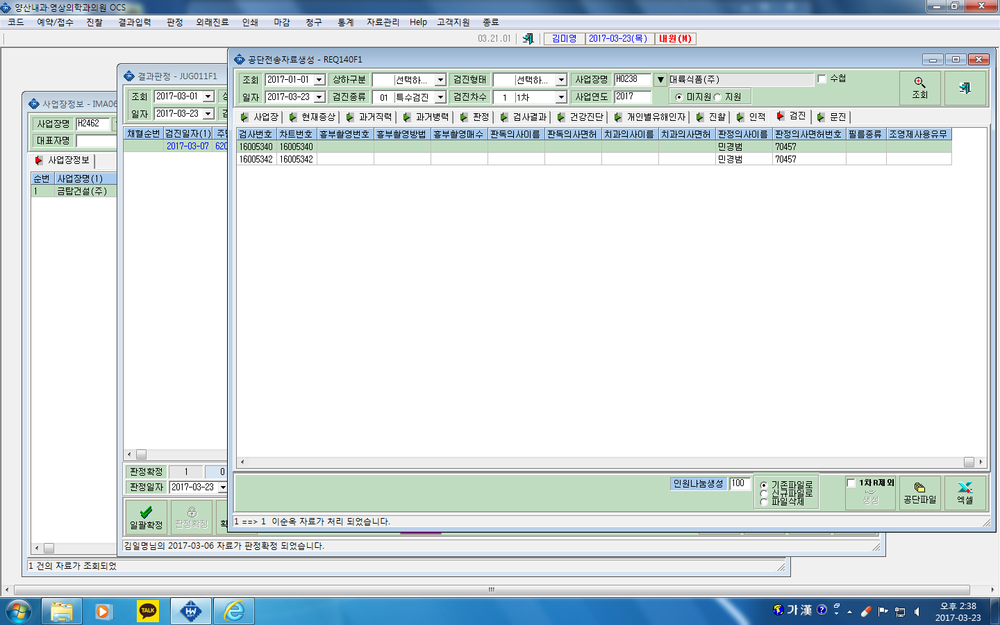 양산내과·영상의학과의원 OCS
코드 예약/접수 진찰 결과입력 판정 외래진료 인쇄 마감 청구 통계 자료관리 Help 고객지원 종료
03.21.01 김미영 2017-03-23(목) 내원(M)
사업장정보 - IMA06
사업장명 H2462
대표자명
사업장정보
순번 사업장명(1)
1 금탑건설(주)
1 건의 자료가 조회되었
결과판정 - JUG011F1
조회 2017-03-01
일자 2017-03-23
채혈순번 검진일자(1) 주민
2017-03-07 620
판정확정 1 0
판정일자 2017-03-23
일괄확정 판정확정
김일명님의 2017-03-06 자료가 판정확정 되었습니다.
공단전송자료생성 - REQ140F1
조회 2017-01-01 상하구분 선택하... 검진형태 선택하... 사업장명 H0238 대륙식품(주) 수첩
일자 2017-03-23 검진종류 01 특수검진 검진차수 1 1차 사업연도 2017 미지원 지원
조회
사업장 현재증상 과거직력 과거병력 판정 검사결과 건강진단 개인별유해인자 진찰 인적 검진 문진
검사번호 차트번호 흉부촬영번호 흉부촬영방법 흉부촬영매수 판독의사이름 판독의사면허 치과의사이름 치과의사면허 판정의사이름 판정의사면허번호 필름종류 조영제사용유무
16005340 16005340 민경범 70457
16005342 16005342 민경범 70457
인원나눔생성 100
기존파일로
신규파일로
파일삭제
1차R제외
생성
공단파일
엑셀
1 ==> 1 이순옥 자료가 처리 되었습니다.
TALK
HW
SOFT
가 漢
오후 2:38
2017-03-23